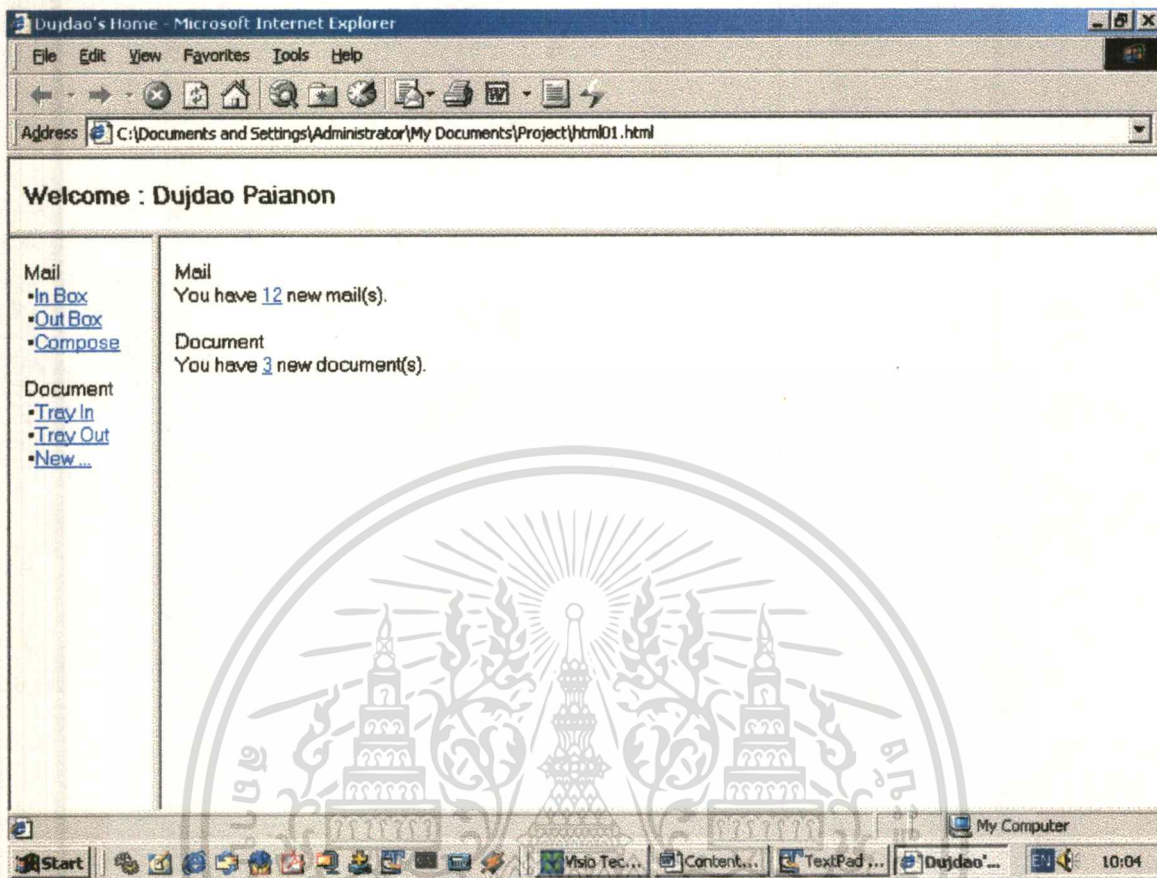 Dujdao's Home - Microsoft Internet Explorer
File Edit View Favorites Tools Help
Address C:\Documents and Settings\Administrator\My Documents\Project\html01.html
Welcome : Dujdao Paianon
Mail
▪In Box
▪Out Box
▪Compose
Document
▪Tray In
▪Tray Out
▪New ...
Mail
You have 12 new mail(s).
Document
You have 3 new document(s).
My Computer
Start Visio Tec... Content... TextPad ... Dujdao'... EN 10:04